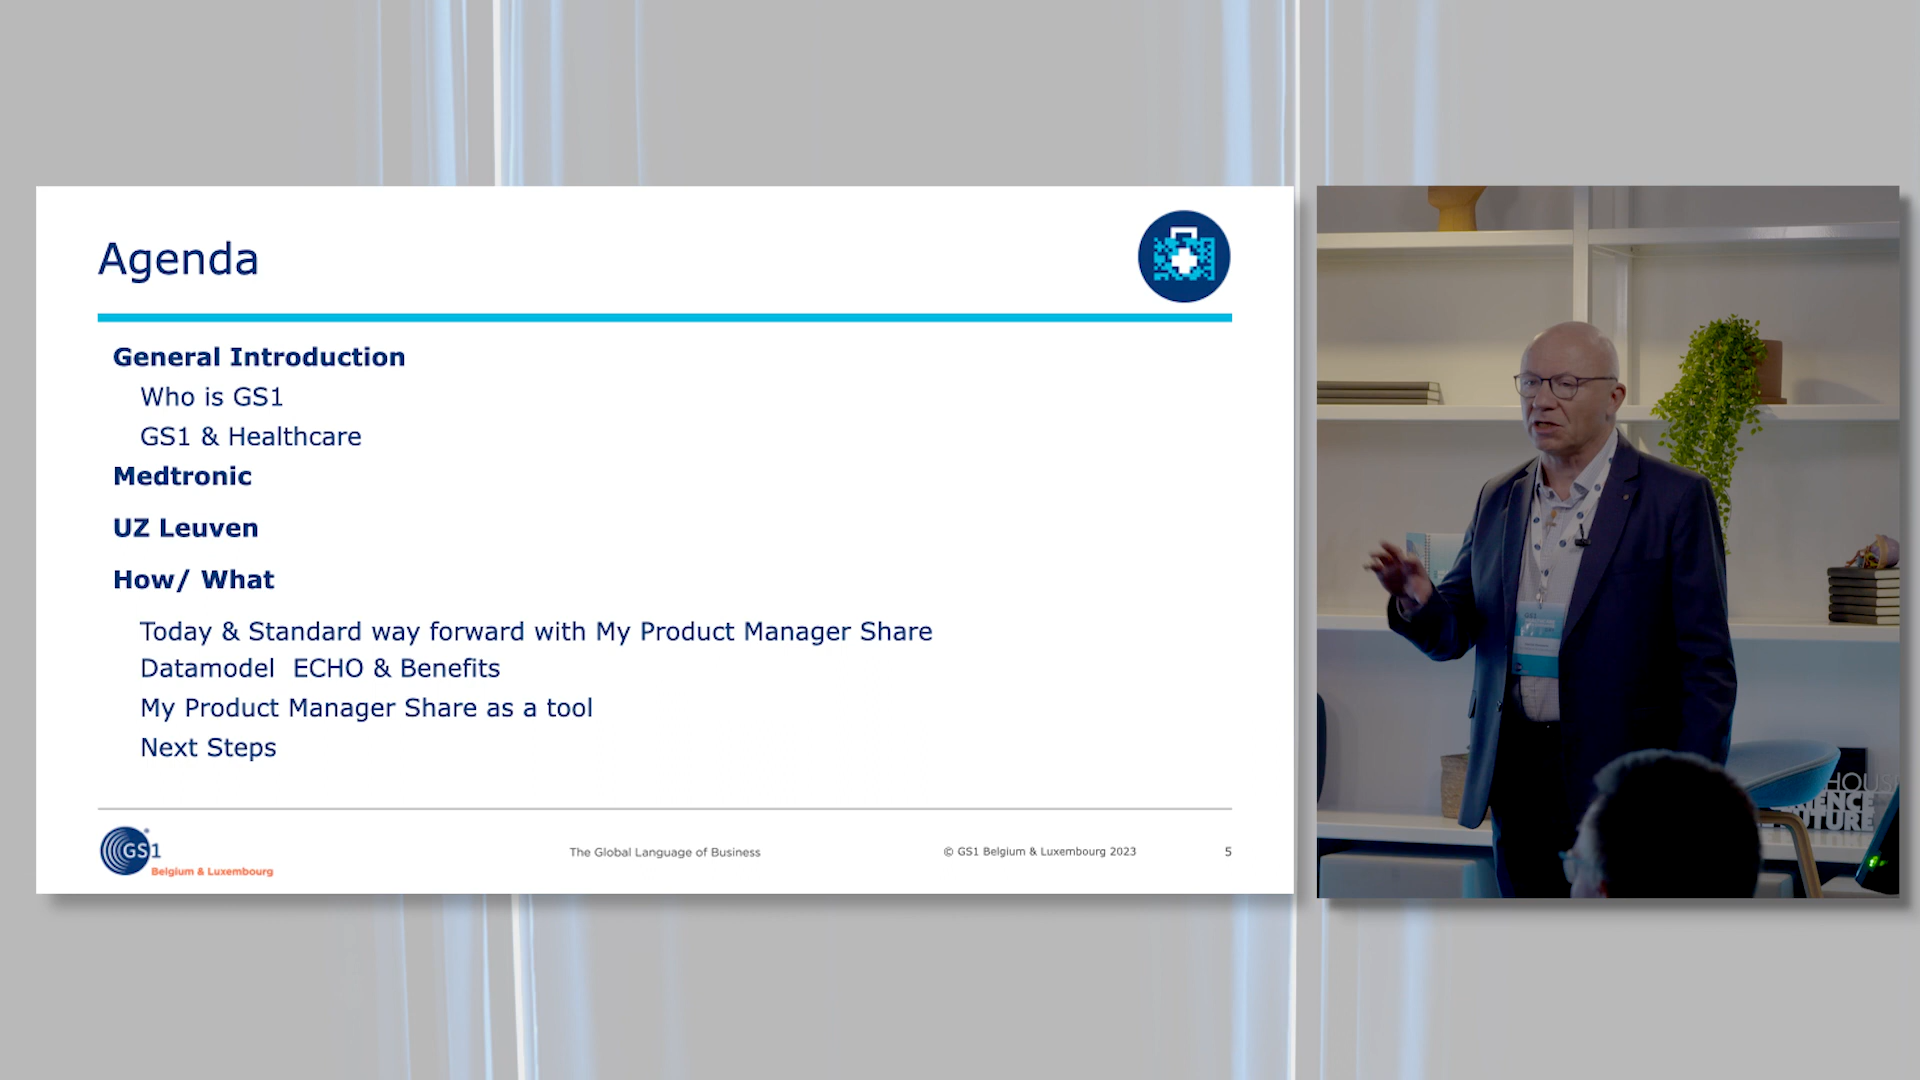 Agenda
General Introduction
Who is GS1
GS1 & Healthcare
Medtronic
UZ Leuven
How/ What
Today & Standard way forward with My Product Manager Share
Datamodel  ECHO & Benefits
My Product Manager Share as a tool
Next Steps
GS1
Belgium & Luxembourg
The Global Language of Business
© GS1 Belgium & Luxembourg 2023
5